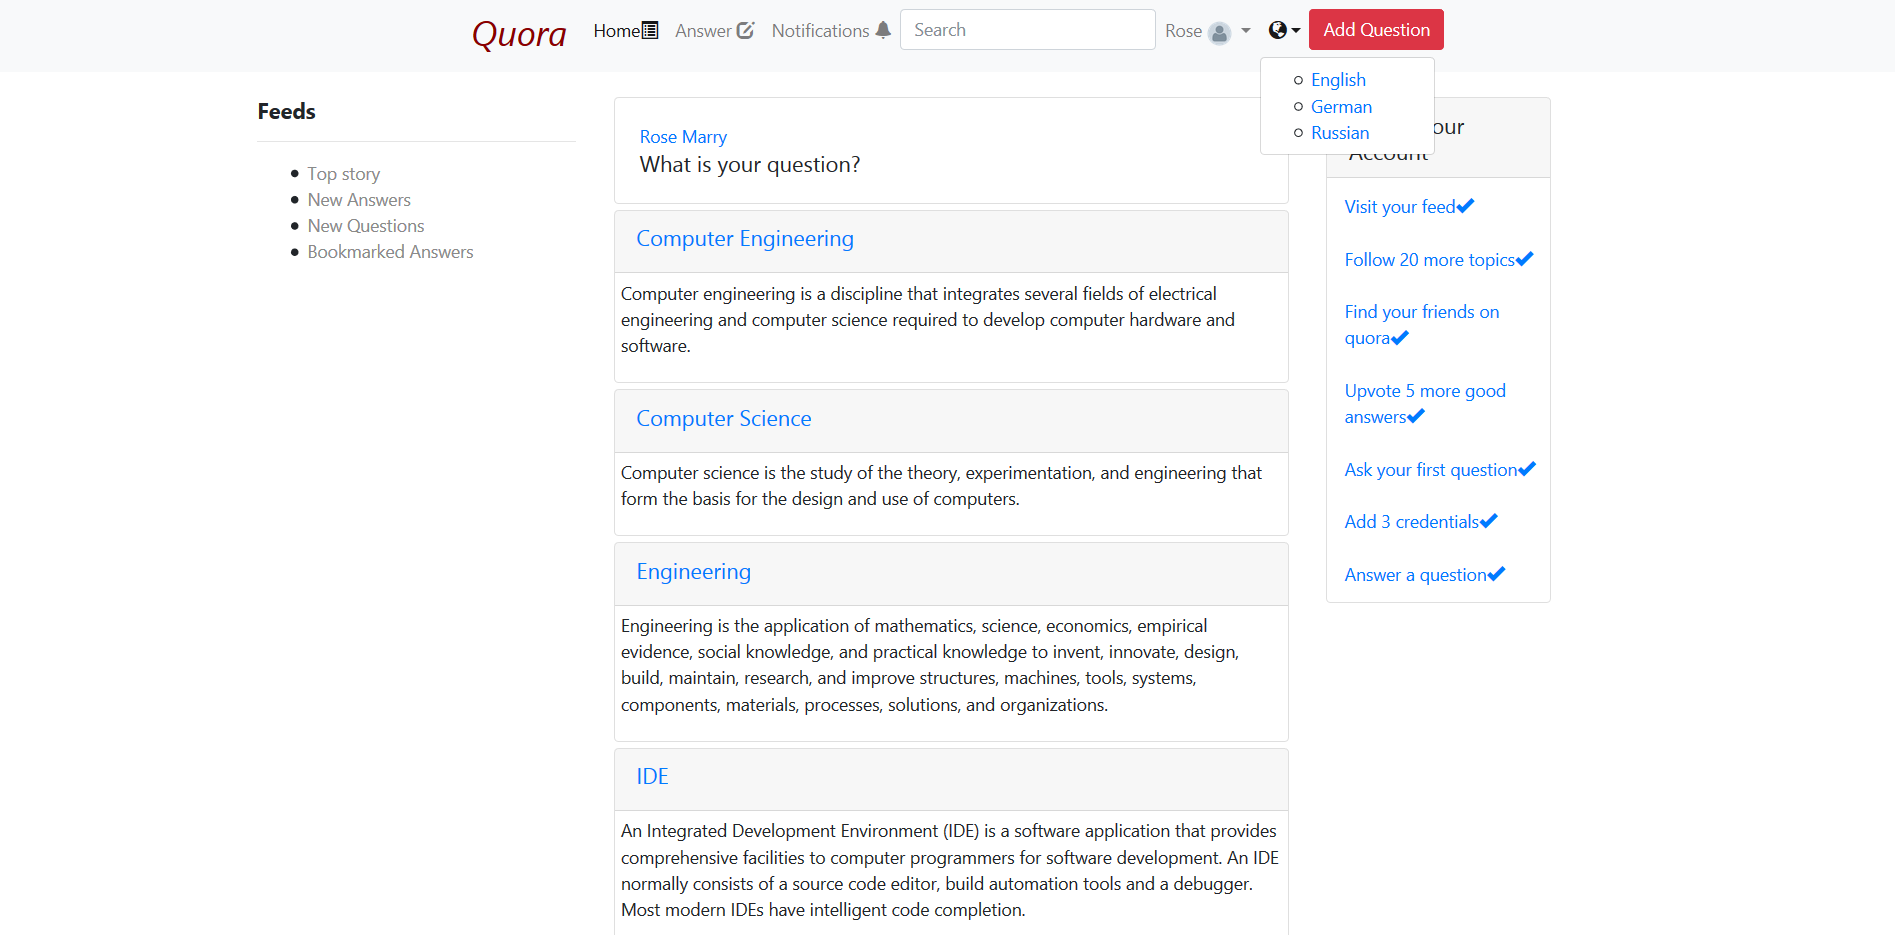 Quora
Home Answer Notifications Search Rose Add Question
English
German
Russian
Feeds
Top story
New Answers
New Questions
Bookmarked Answers
Rose Marry
What is your question?
Computer Engineering
Computer engineering is a discipline that integrates several fields of electrical
engineering and computer science required to develop computer hardware and
software.
Computer Science
Computer science is the study of the theory, experimentation, and engineering that
form the basis for the design and use of computers.
Engineering
Engineering is the application of mathematics, science, economics, empirical
evidence, social knowledge, and practical knowledge to invent, innovate, design,
build, maintain, research, and improve structures, machines, tools, systems,
components, materials, processes, solutions, and organizations.
IDE
An Integrated Development Environment (IDE) is a software application that provides
comprehensive facilities to computer programmers for software development. An IDE
normally consists of a source code editor, build automation tools and a debugger.
Most modern IDEs have intelligent code completion.
our
Account
Visit your feed
Follow 20 more topics
Find your friends on
quora
Upvote 5 more good
answers
Ask your first question
Add 3 credentials
Answer a question